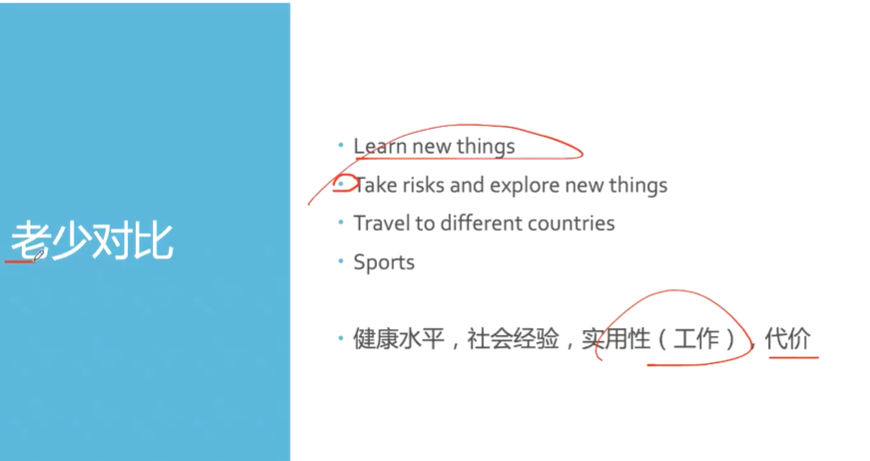 老少对比
Learn new things
Take risks and explore new things
Travel to different countries
Sports
健康水平，社会经验，实用性（工作），代价